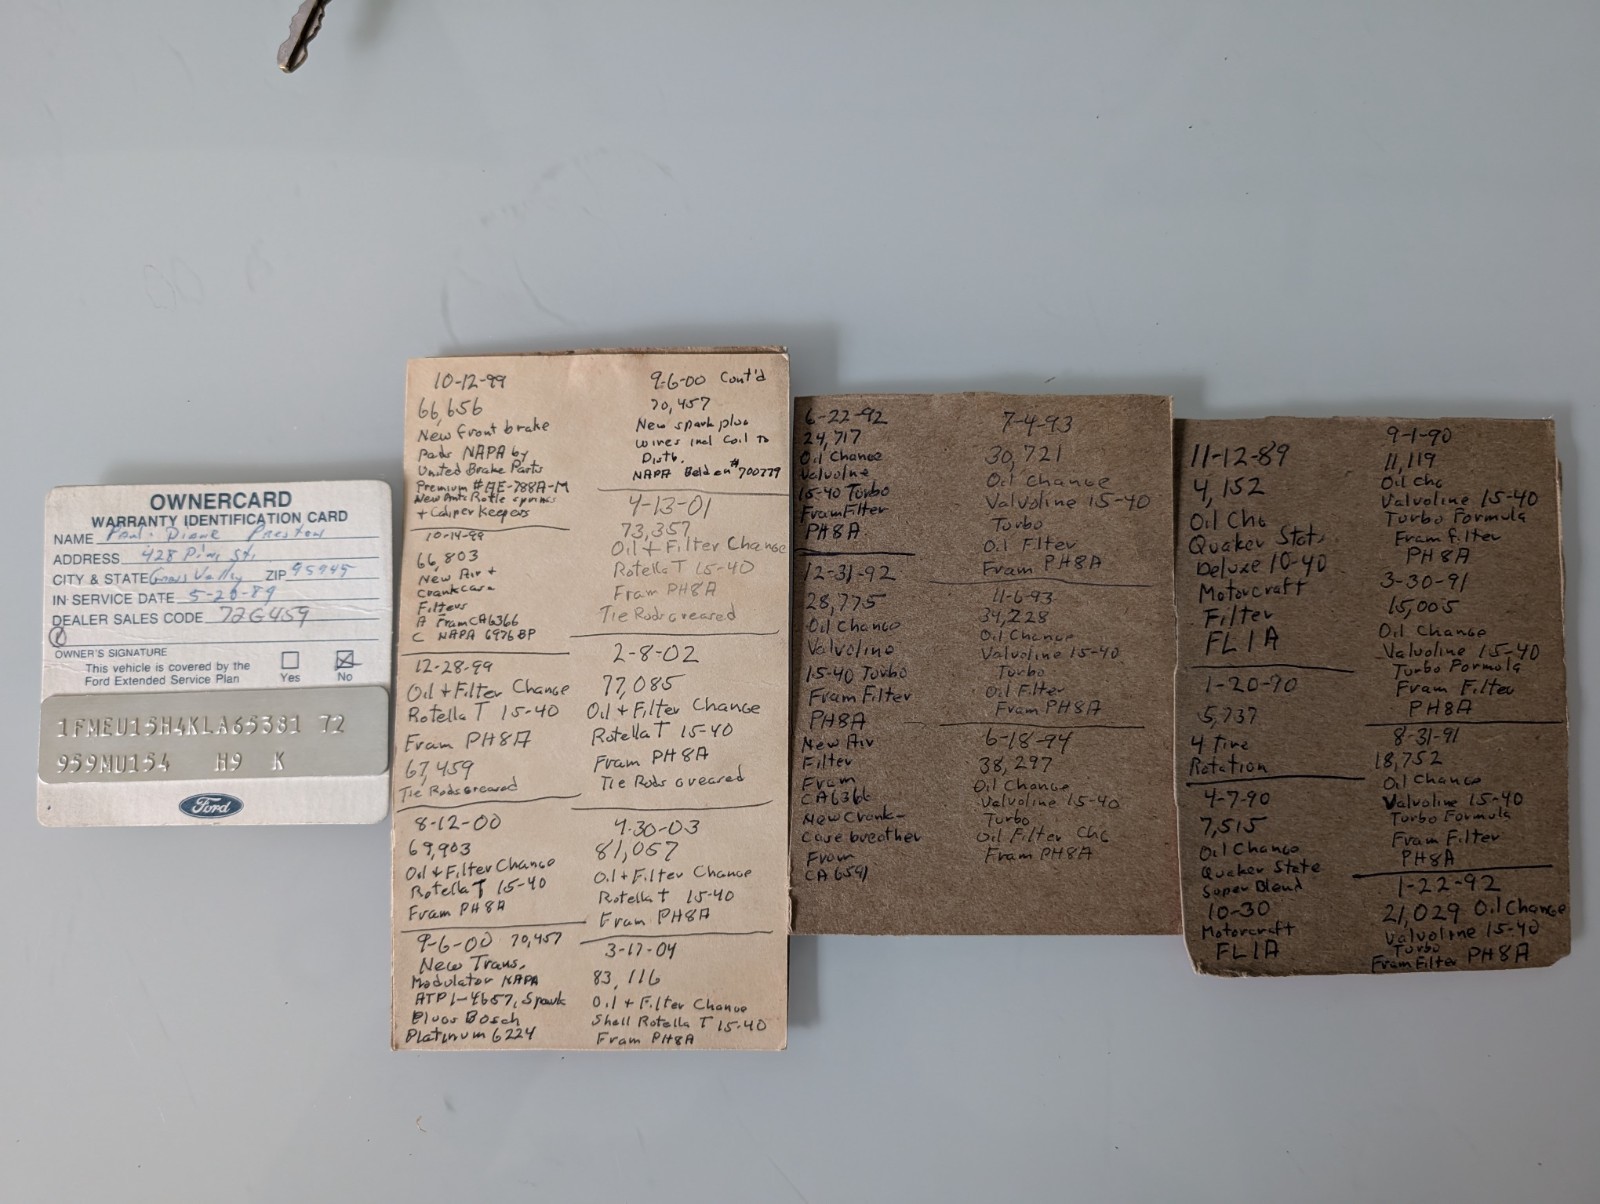 OWNERCARD
WARRANTY IDENTIFICATION CARD
NAME Paul · Diane Preston
ADDRESS 428 Pine St.
CITY & STATE Grass Valley ZIP 95945
IN SERVICE DATE 5-26-89
DEALER SALES CODE 72G459
OWNER'S SIGNATURE
This vehicle is covered by the
Ford Extended Service Plan
Yes
No
1FMEU15H4KLA65381 72
959MU154 H9 K
Ford
10-12-99
66,656
New front brake
pads NAPA by
United Brake Parts
Premium #AE-788A-M
New Anti Rattle springs
+ Caliper Keepers
10-14-99
66,803
New Air +
Crankcase
Filters
A Fram CA6366
C NAPA 6976BP
12-28-99
Oil + Filter Change
Rotella T 15-40
Fram PH8A
67,459
Tie Rods greased
8-12-00
69,903
Oil + Filter Change
Rotella T 15-40
Fram PH8A
9-6-00 70,457
New Trans.
Modulator NAPA
ATP1-4657, Spark
Plugs Bosch
Platinum 6224
9-6-00 Cont'd
70,457
New spark plug
wires incl Coil to
Distb.
NAPA Belden #700779
4-13-01
73,357
Oil + Filter Change
Rotella T 15-40
Fram PH8A
Tie Rods greased
2-8-02
77,085
Oil + Filter Change
Rotella T 15-40
Fram PH8A
Tie Rods greased
4-30-03
81,057
Oil + Filter Change
Rotella T 15-40
Fram PH8A
3-17-04
83,116
Oil + Filter Change
Shell Rotella T 15-40
Fram PH8A
6-22-92
24,717
Oil Change
Valvoline
15-40 Turbo
Fram Filter
PH8A
12-31-92
28,775
Oil Change
Valvoline
15-40 Turbo
Fram Filter
PH8A
New Air
Filter
Fram
CA6366
New Crank-
case breather
Fram
CA6591
7-4-93
30,721
Oil Change
Valvoline 15-40
Turbo
Oil Filter
Fram PH8A
11-6-93
34,228
Oil Change
Valvoline 15-40
Turbo
Oil Filter
Fram PH8A
6-18-94
38,297
Oil Change
Valvoline 15-40
Turbo
Oil Filter Chg
Fram PH8A
11-12-89
4,152
Oil Chg
Quaker State
Deluxe 10-40
Motorcraft
Filter
FL1A
1-20-90
5,737
4 Tire
Rotation
4-7-90
7,515
Oil Change
Quaker State
Super Blend
10-30
Motorcraft
FL1A
9-1-90
11,119
Oil Chg
Valvoline 15-40
Turbo Formula
Fram filter
PH8A
3-30-91
15,005
Oil Change
Valvoline 15-40
Turbo Formula
Fram Filter
PH8A
8-31-91
18,752
Oil Change
Valvoline 15-40
Turbo Formula
Fram Filter
PH8A
1-22-92
21,029 Oil Change
Valvoline 15-40
Turbo
Fram Filter PH8A